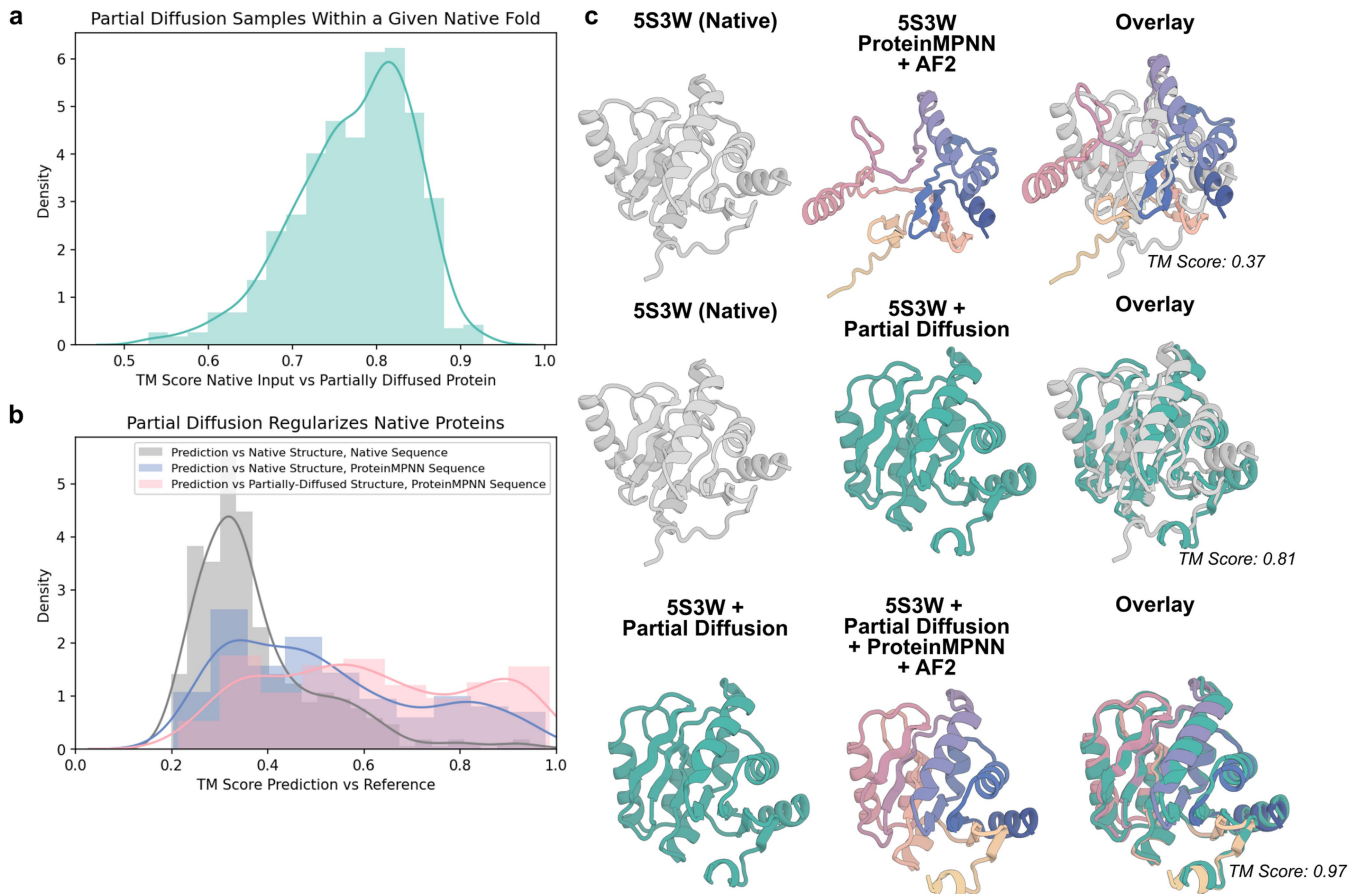 a
Partial Diffusion Samples Within a Given Native Fold
6
5
4
3
2
1
0
Density
0.5 0.6 0.7 0.8 0.9 1.0
TM Score Native Input vs Partially Diffused Protein
b
Partial Diffusion Regularizes Native Proteins
Prediction vs Native Structure, Native Sequence
Prediction vs Native Structure, ProteinMPNN Sequence
Prediction vs Partially-Diffused Structure, ProteinMPNN Sequence
5
4
3
2
1
0
Density
0.0 0.2 0.4 0.6 0.8 1.0
TM Score Prediction vs Reference
c
5S3W (Native)
5S3W
ProteinMPNN
+ AF2
Overlay
TM Score: 0.37
5S3W (Native)
5S3W +
Partial Diffusion
Overlay
TM Score: 0.81
5S3W +
Partial Diffusion
5S3W +
Partial Diffusion
+ ProteinMPNN
+ AF2
Overlay
TM Score: 0.97